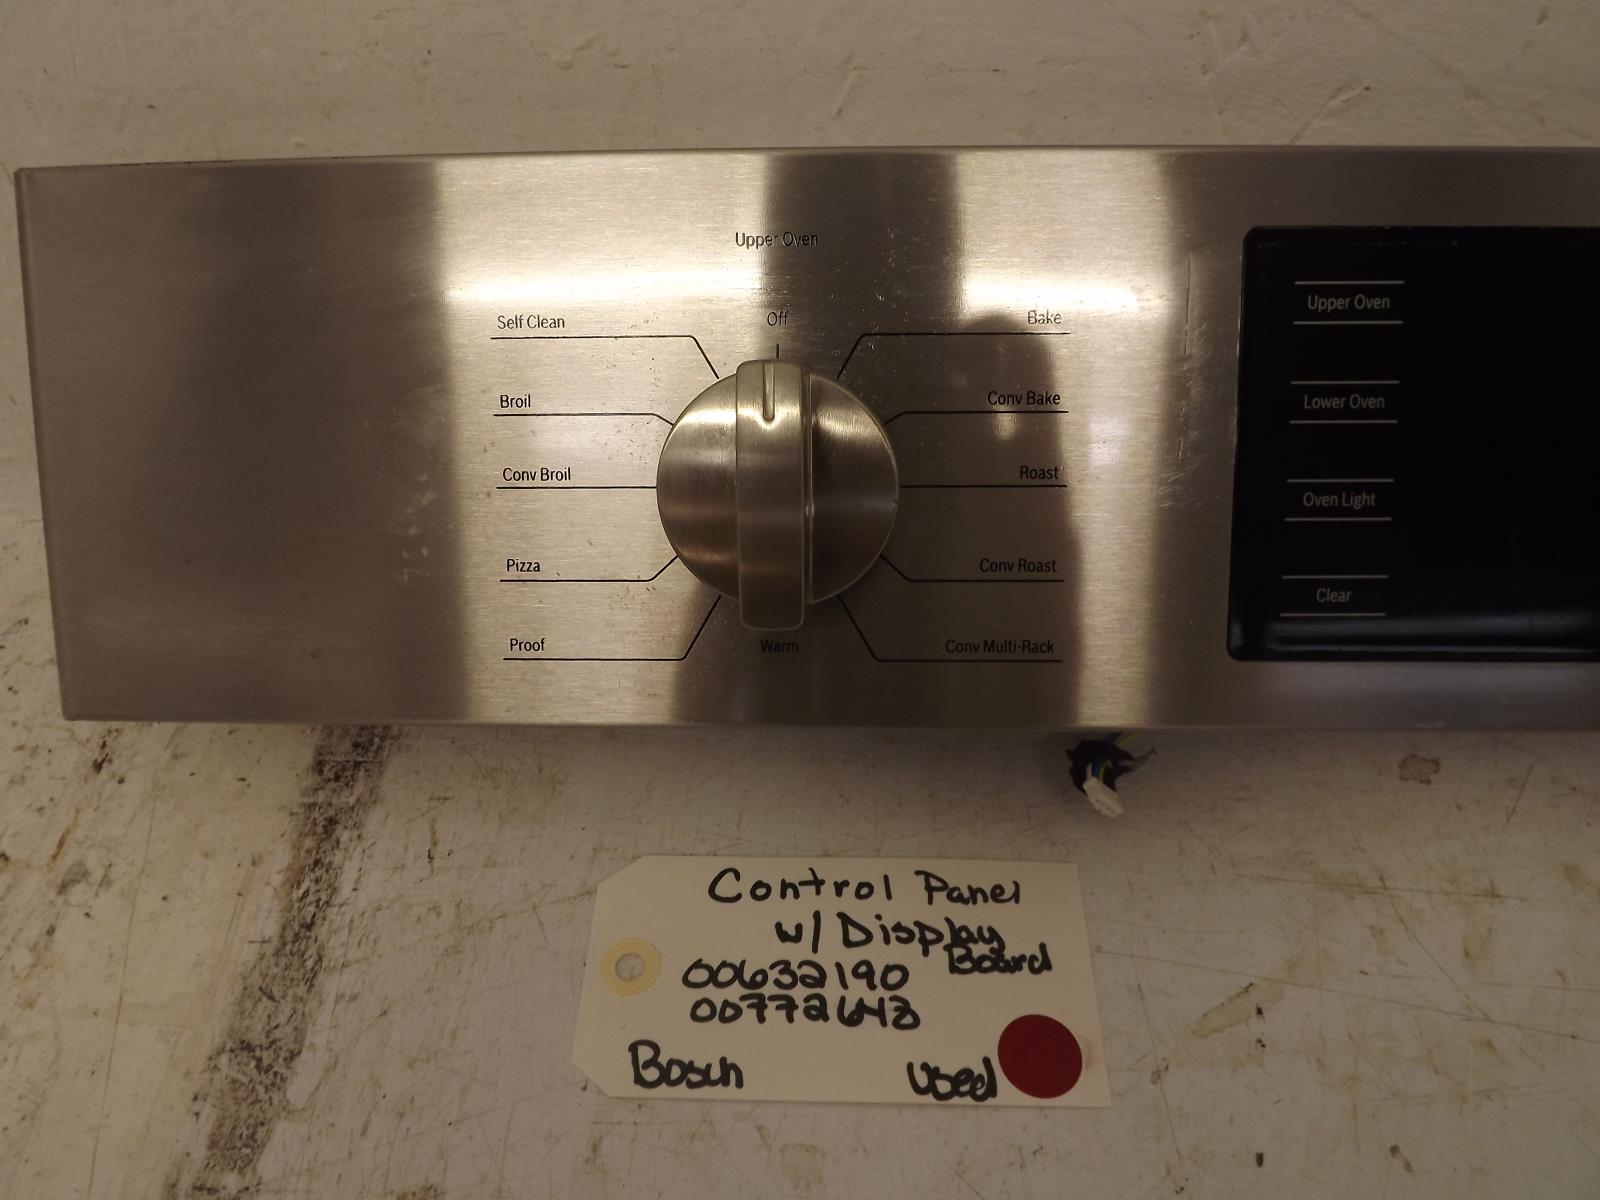 Upper Oven
Off
Self Clean
Broil
Conv Broil
Pizza
Proof
Warm
Bake
Conv Bake
Roast
Conv Roast
Conv Multi-Rack
Upper Oven
Lower Oven
Oven Light
Clear
Control Panel
w/ Display
Board
00632190
00772643
Bosch
Used